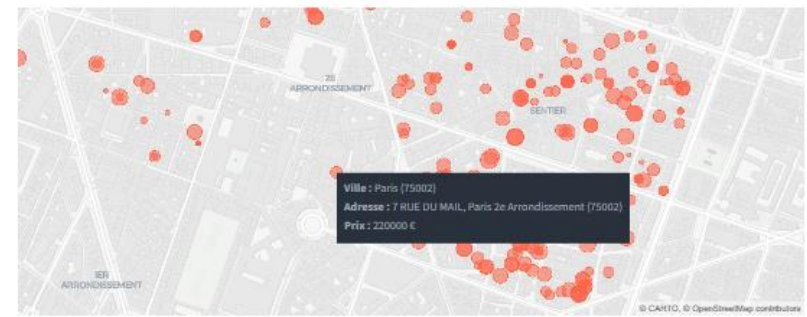 2E
ARRONDISSEMENT
SENTIER
Ville : Paris (75002)
Adresse : 7 RUE DU MAIL, Paris 2e Arrondissement (75002)
Prix : 220000 €
IER
ARRONDISSEMENT
© CARTO, © OpenStreetMap contributors